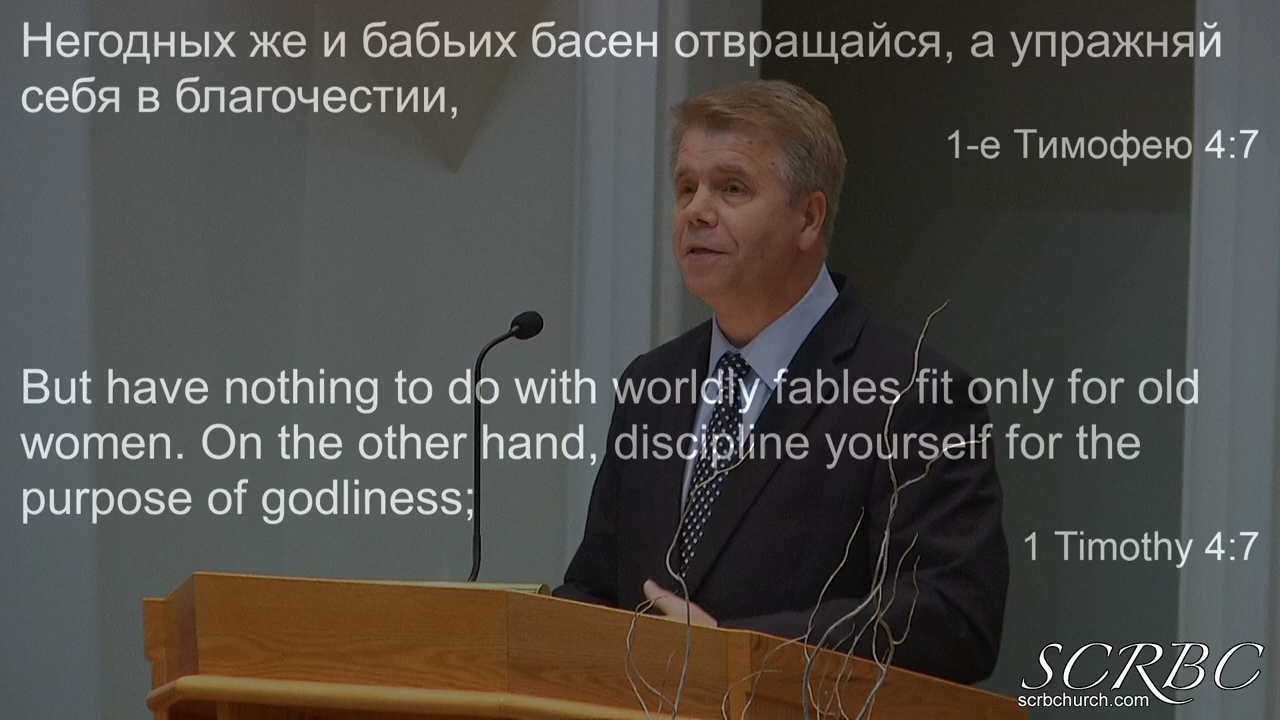 Негодных же и бабьих басен отвращайся, а упражняй
себя в благочестии,
1-е Тимофею 4:7
But have nothing to do with worldly fables fit only for old
women. On the other hand, discipline yourself for the
purpose of godliness;
1 Timothy 4:7
SCRBC
scrbchurch.com